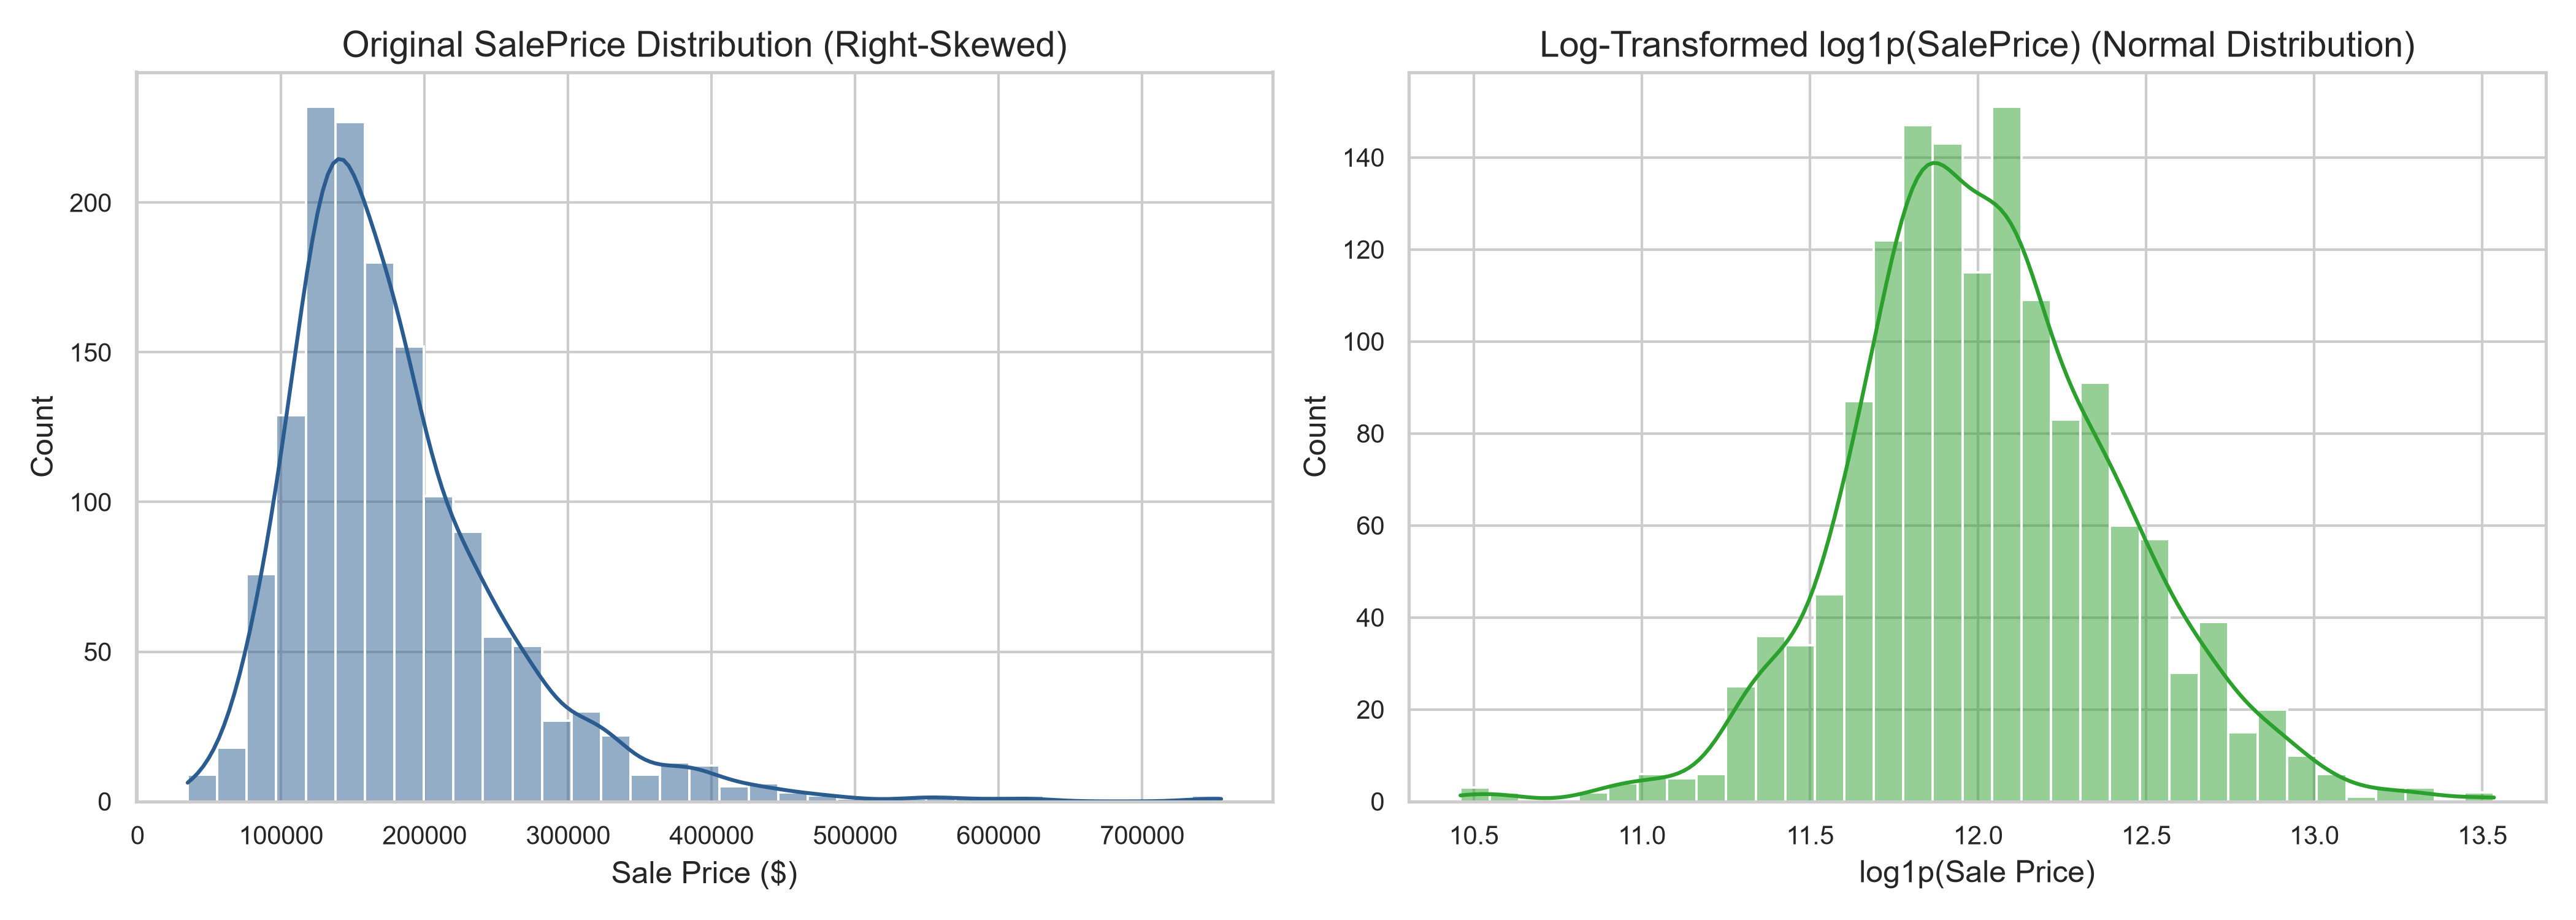 Original SalePrice Distribution (Right-Skewed)
200
150
100
50
0
Count
0 100000 200000 300000 400000 500000 600000 700000
Sale Price ($)
Log-Transformed log1p(SalePrice) (Normal Distribution)
140
120
100
80
60
40
20
0
Count
10.5 11.0 11.5 12.0 12.5 13.0 13.5
log1p(Sale Price)